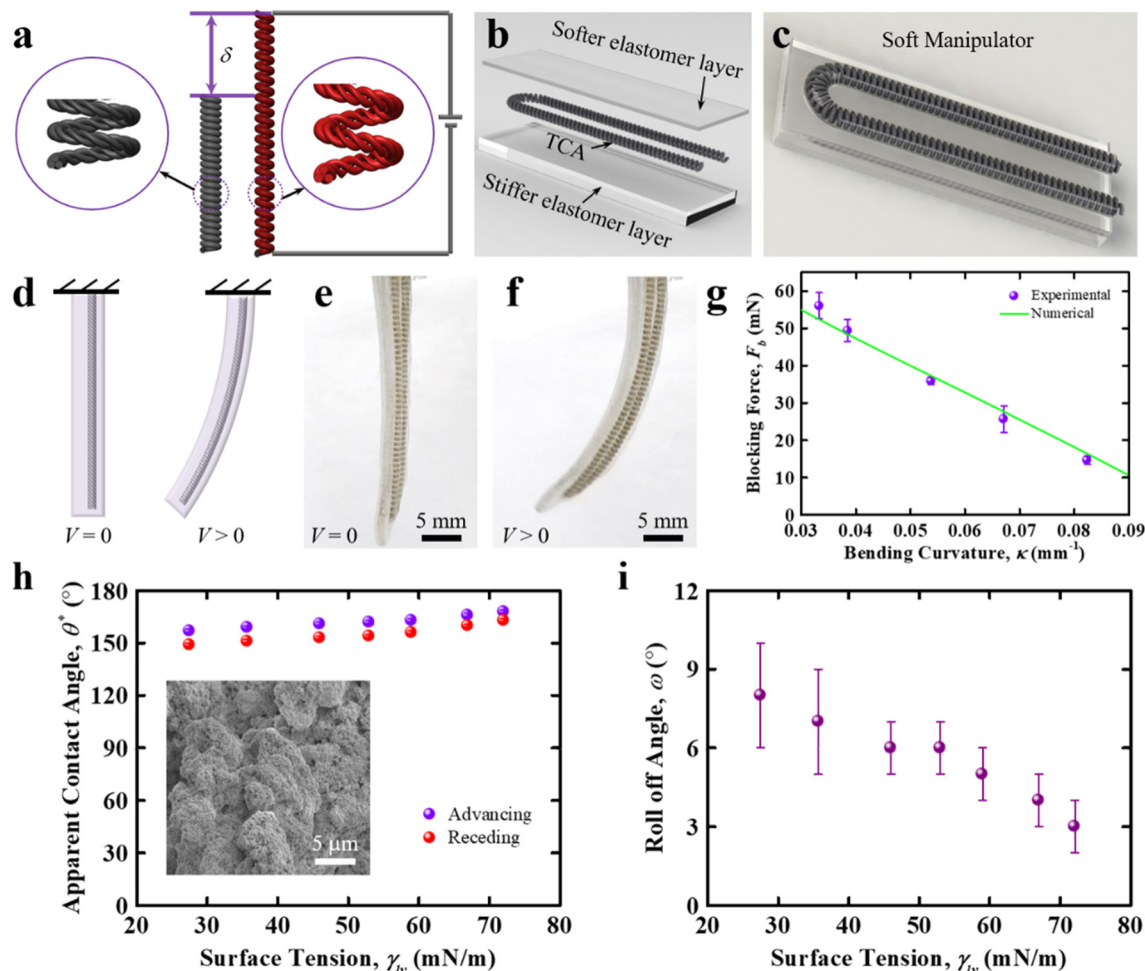 a
δ
b
Softer elastomer layer
TCA
Stiffer elastomer layer
c
Soft Manipulator
d
V = 0
V > 0
e
V = 0
5 mm
f
V > 0
5 mm
g
Blocking Force, F_b (mN)
60
50
40
30
20
10
0
Experimental
Numerical
0.03 0.04 0.05 0.06 0.07 0.08 0.09
Bending Curvature, κ (mm⁻¹)
h
Apparent Contact Angle, θ* (°)
180
150
120
90
60
30
0
5 μm
Advancing
Receding
20 30 40 50 60 70 80
Surface Tension, γ_lv (mN/m)
i
Roll off Angle, ω (°)
12
9
6
3
0
20 30 40 50 60 70 80
Surface Tension, γ_lv (mN/m)